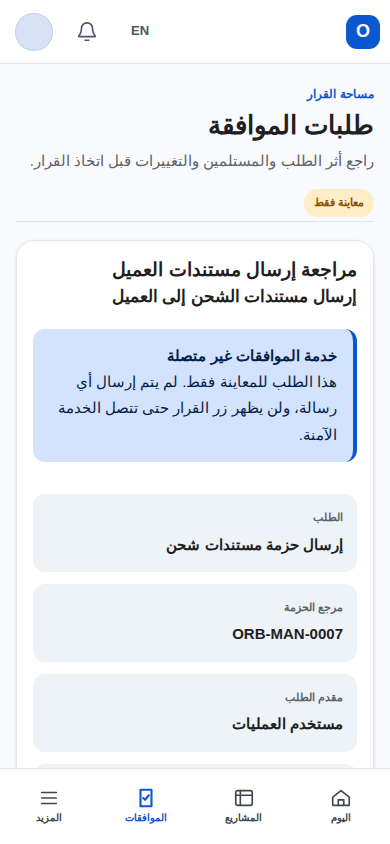 O
EN
مساحة القرار
طلبات الموافقة
راجع أثر الطلب والمستلمين والتغييرات قبل اتخاذ القرار.
معاينة فقط
مراجعة إرسال مستندات العميل
إرسال مستندات الشحن إلى العميل
خدمة الموافقات غير متصلة
هذا الطلب للمعاينة فقط. لم يتم إرسال أي
رسالة، ولن يظهر زر القرار حتى تتصل الخدمة
الآمنة.
الطلب
إرسال حزمة مستندات شحن
مرجع الحزمة
ORB-MAN-0007
مقدم الطلب
مستخدم العمليات
اليوم
المشاريع
الموافقات
المزيد